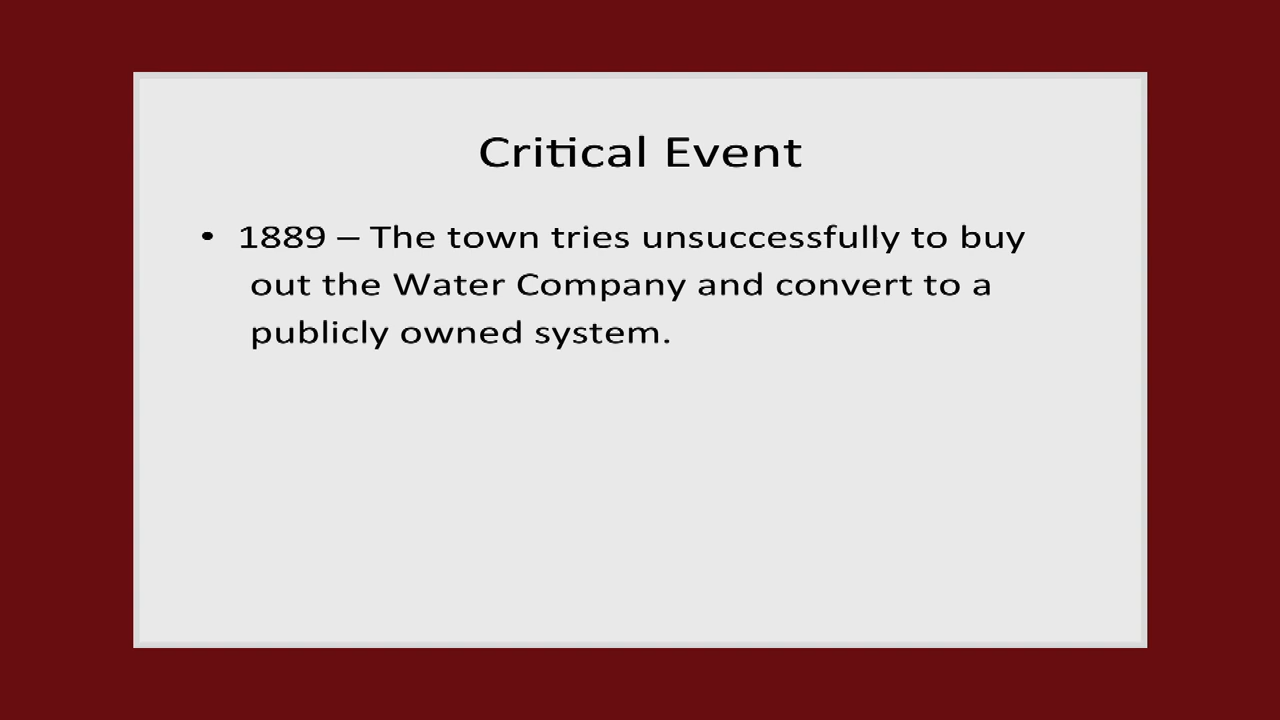 Critical Event
• 1889 – The town tries unsuccessfully to buy
out the Water Company and convert to a
publicly owned system.